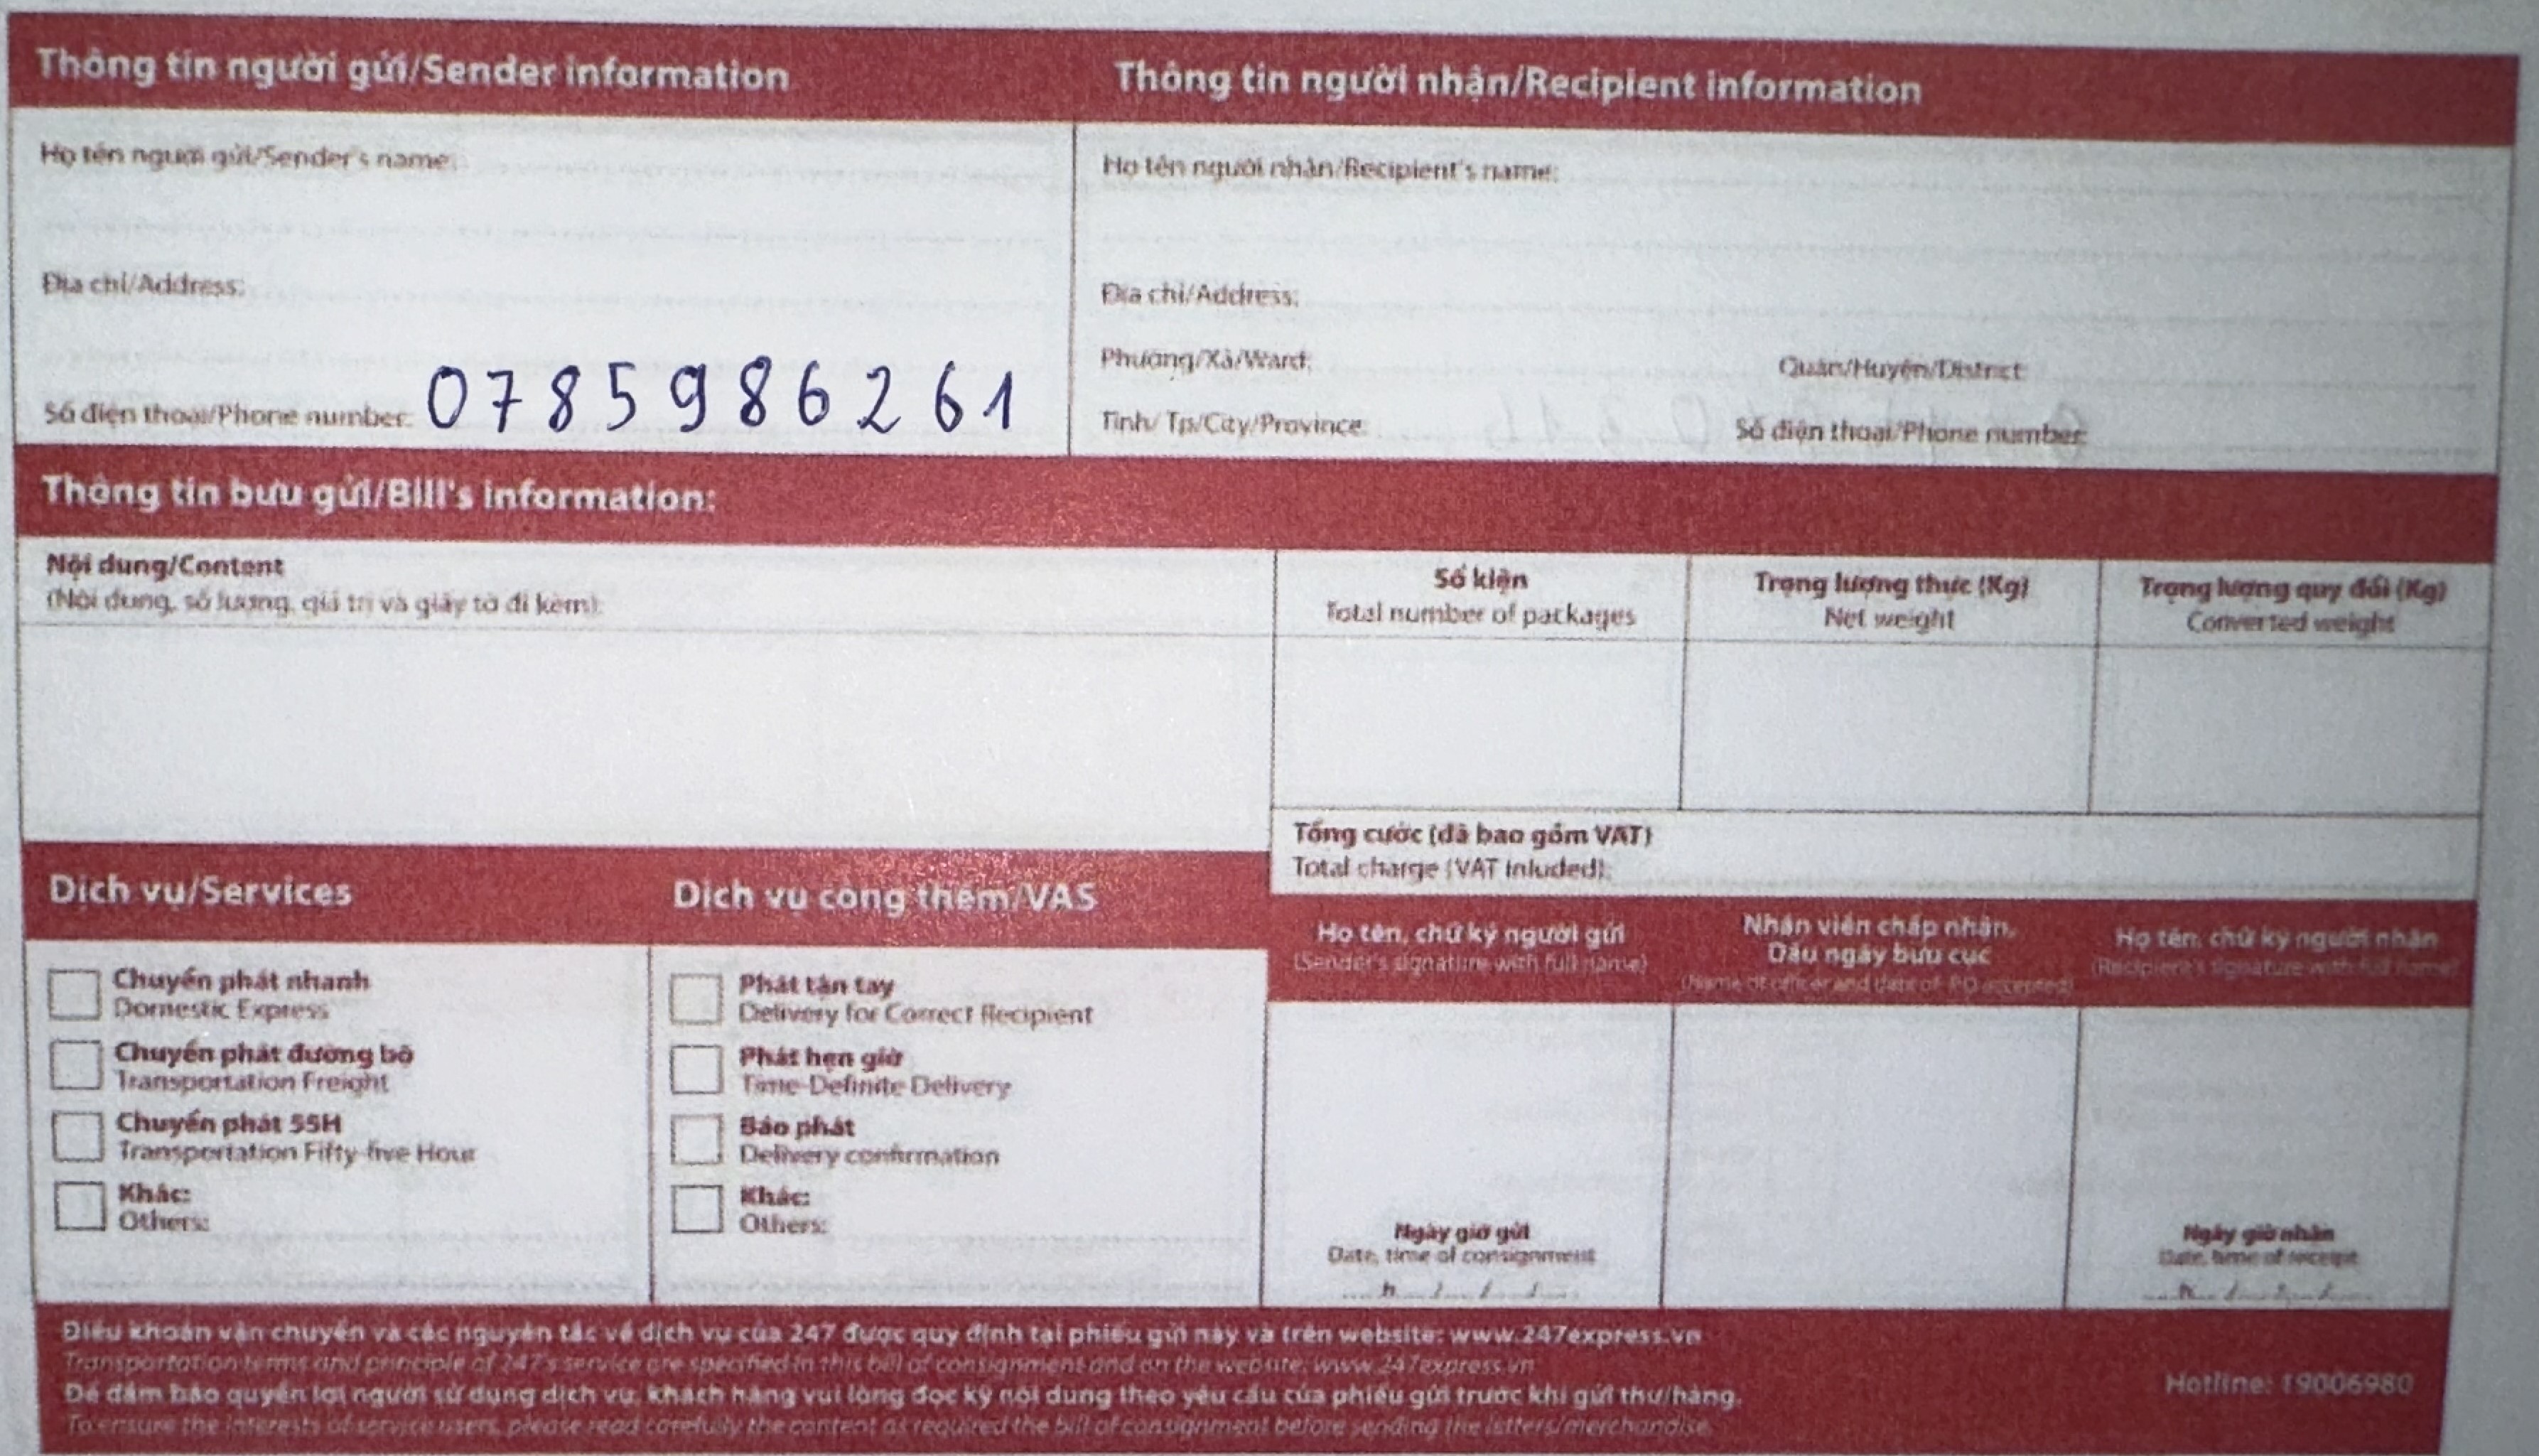 Thông tin người gửi/Sender information
Thông tin người nhận/Recipient information
Họ tên người gửi/Sender's name:
Địa chỉ/Address:
Số điện thoại/Phone number: 0785986261
Họ tên người nhận/Recipient's name:
Địa chỉ/Address:
Phường/Xã/Ward: Quận/Huyện/District:
Tỉnh/ Tp/City/Province: Số điện thoại/Phone number:
Thông tin bưu gửi/Bill's information:
Nội dung/Content
(Nội dung, số lượng, giá trị và giấy tờ đi kèm):
Số kiện
Total number of packages
Trọng lượng thực (Kg)
Net weight
Trọng lượng quy đổi (Kg)
Converted weight
Tổng cước (đã bao gồm VAT)
Total charge (VAT inluded):
Dịch vụ/Services
Chuyển phát nhanh
Domestic Express
Chuyển phát đường bộ
Transportation Freight
Chuyển phát 55H
Transportation Fifty-five Hour
Khác:
Others:
Dịch vụ cộng thêm/VAS
Phát tận tay
Delivery for Correct Recipient
Phát hẹn giờ
Time-Definite Delivery
Báo phát
Delivery confirmation
Khác:
Others:
Họ tên, chữ ký người gửi
(Sender's signature with full name)
Ngày giờ gửi
Date, time of consignment
.....h...../...../...../.....
Nhân viên chấp nhận,
Dấu ngày bưu cục
(Name of officer and date of PO accepted)
Họ tên, chữ ký người nhận
(Recipient's signature with full name)
Ngày giờ nhận
Date, time of receipt
.....h...../...../...../.....
Điều khoản vận chuyển và các nguyên tắc về dịch vụ của 247 được quy định tại phiếu gửi này và trên website: www.247express.vn
Transportation terms and principle of 247's service are specified in this bill of consignment and on the website: www.247express.vn
Để đảm bảo quyền lợi người sử dụng dịch vụ, khách hàng vui lòng đọc kỹ nội dung theo yêu cầu của phiếu gửi trước khi gửi thư/hàng.
To ensure the interests of service users, please read carefully the content as required the bill of consignment before sending the letters/merchandise.
Hotline: 19006980